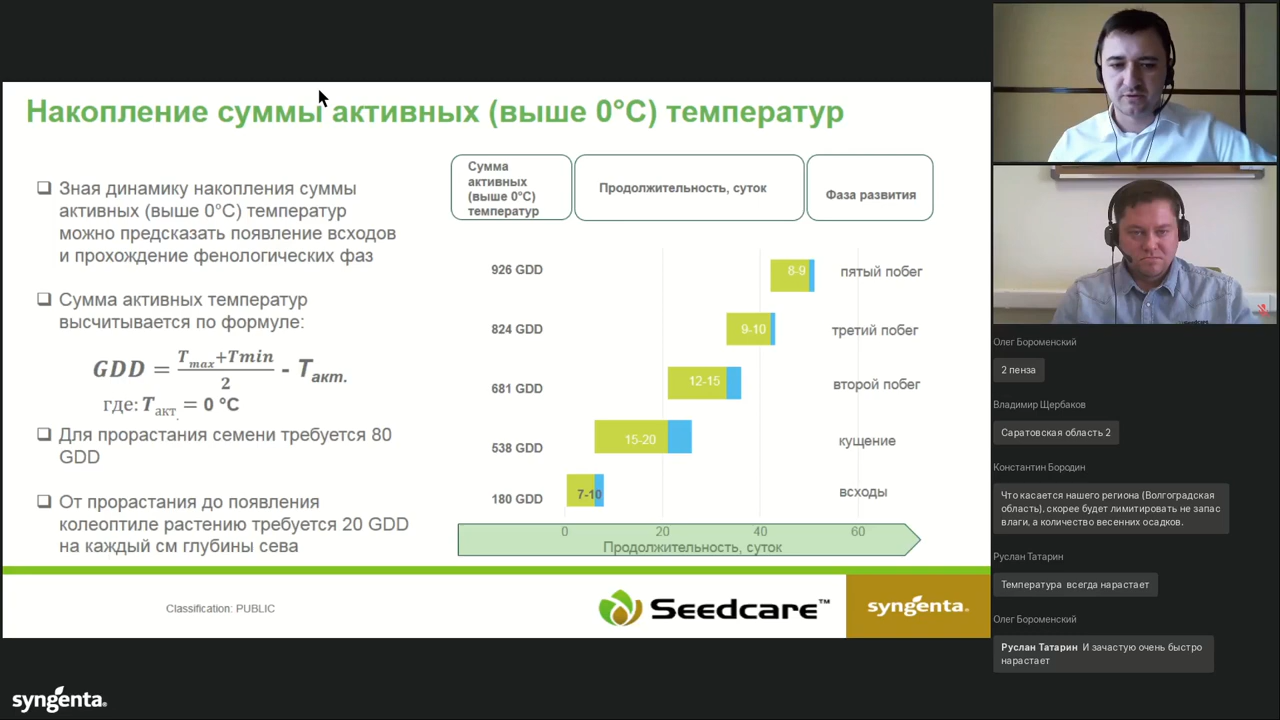 Накопление суммы активных (выше 0°C) температур
❑ Зная динамику накопления суммы
активных (выше 0°C) температур
можно предсказать появление всходов
и прохождение фенологических фаз
❑ Сумма активных температур
высчитывается по формуле:
GDD = (Tmax+Tmin)/2 - Tакт.
где: Tакт. = 0 °C
❑ Для прорастания семени требуется 80
GDD
❑ От прорастания до появления
колеоптиле растению требуется 20 GDD
на каждый см глубины сева
Сумма
активных
(выше 0°C)
температур
Продолжительность, суток
Фаза развития
926 GDD
8-9
пятый побег
824 GDD
9-10
третий побег
681 GDD
12-15
второй побег
538 GDD
15-20
кущение
180 GDD
7-10
всходы
0 20 40 60
Продолжительность, суток
Classification: PUBLIC
Seedcare™
syngenta.
syngenta.
Олег Бороменский
2 пенза
Владимир Щербаков
Саратовская область 2
Константин Бородин
Что касается нашего региона (Волгоградская
область), скорее будет лимитировать не запас
влаги, а количество весенних осадков.
Руслан Татарин
Температура всегда нарастает
Олег Бороменский
Руслан Татарин И зачастую очень быстро
нарастает